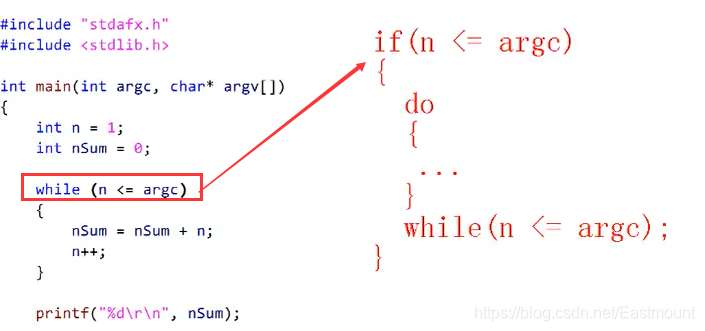 #include "stdafx.h"
#include <stdlib.h>
int main(int argc, char* argv[])
{
int n = 1;
int nSum = 0;
while (n <= argc)
{
nSum = nSum + n;
n++;
}
printf("%d\r\n", nSum);
if(n <= argc)
{
do
{
...
}
while(n <= argc);
}
https://blog.csdn.net/Eastmount